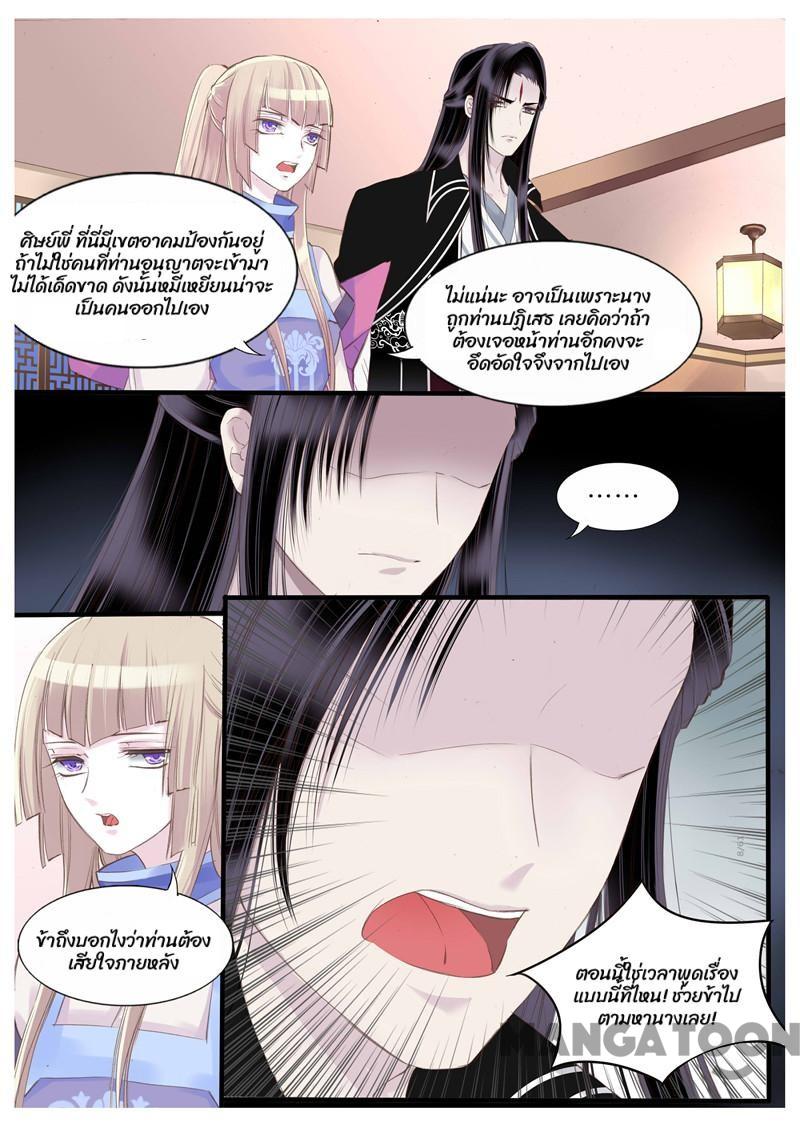 ศิษย์พี่ ที่นี่มีเขตอาคมป้องกันอยู่
ถ้าไม่ใช่คนที่ท่านอนุญาตจะเข้ามา
ไม่ได้เด็ดขาด ดังนั้นหมีเหยียนน่าจะ
เป็นคนออกไปเอง
ไม่แน่นะ อาจเป็นเพราะนาง
ถูกท่านปฏิเสธ เลยคิดว่าถ้า
ต้องเจอหน้าท่านอีกคงจะ
อึดอัดใจจึงจากไปเอง
……
ข้าถึงบอกไงว่าท่านต้อง
เสียใจภายหลัง
ตอนนี้ใช่เวลาพูดเรื่อง
แบบนี้ที่ไหน! ช่วยข้าไป
ตามหานางเลย!
MANGATOON
8/61